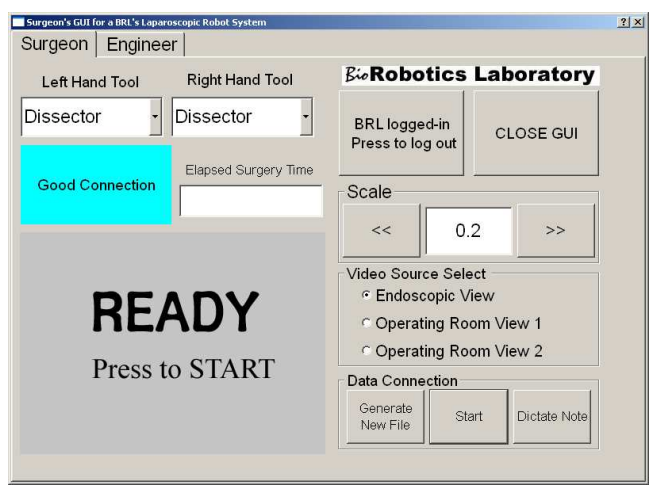 Surgeon's GUI for a BRL's Laparoscopic Robot System
Surgeon Engineer
Left Hand Tool Right Hand Tool
Dissector Dissector
Good Connection
Elapsed Surgery Time
READY
Press to START
BioRobotics Laboratory
BRL logged-in
Press to log out
CLOSE GUI
Scale
<< 0.2 >>
Video Source Select
Endoscopic View
Operating Room View 1
Operating Room View 2
Data Connection
Generate
New File
Start
Dictate Note